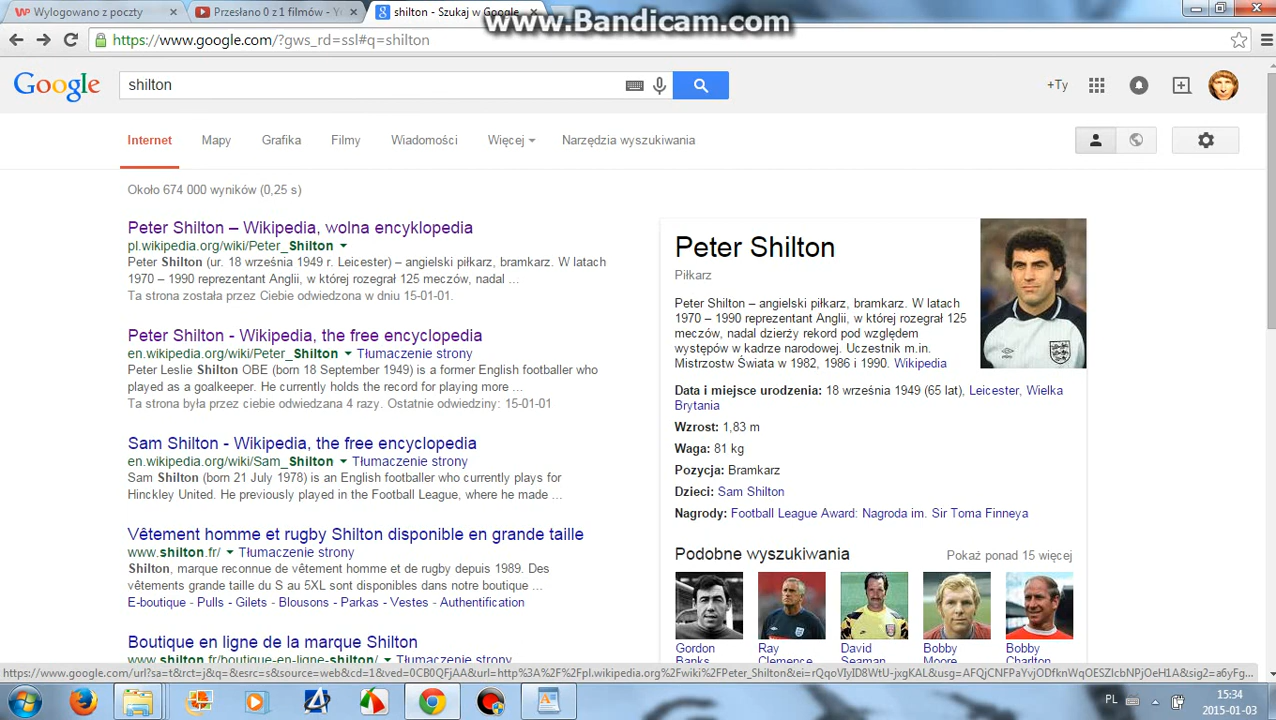 Wylogowano z poczty
Przesłano 0 z 1 filmów - Yo
shilton - Szukaj w Google
www.Bandicam.com
https://www.google.com/?gws_rd=ssl#q=shilton
Google
shilton
+Ty
Internet Mapy Grafika Filmy Wiadomości Więcej Narzędzia wyszukiwania
Około 674 000 wyników (0,25 s)
Peter Shilton – Wikipedia, wolna encyklopedia
pl.wikipedia.org/wiki/Peter_Shilton
Peter Shilton (ur. 18 września 1949 r. Leicester) – angielski piłkarz, bramkarz. W latach
1970 – 1990 reprezentant Anglii, w której rozegrał 125 meczów, nadal ...
Ta strona została przez Ciebie odwiedzona w dniu 15-01-01.
Peter Shilton - Wikipedia, the free encyclopedia
en.wikipedia.org/wiki/Peter_Shilton Tłumaczenie strony
Peter Leslie Shilton OBE (born 18 September 1949) is a former English footballer who
played as a goalkeeper. He currently holds the record for playing more ...
Ta strona była przez ciebie odwiedzana 4 razy. Ostatnie odwiedziny: 15-01-01
Sam Shilton - Wikipedia, the free encyclopedia
en.wikipedia.org/wiki/Sam_Shilton Tłumaczenie strony
Sam Shilton (born 21 July 1978) is an English footballer who currently plays for
Hinckley United. He previously played in the Football League, where he made ...
Vêtement homme et rugby Shilton disponible en grande taille
www.shilton.fr/ Tłumaczenie strony
Shilton, marque reconnue de vêtement homme et de rugby depuis 1989. Des
vêtements grande taille du S au 5XL sont disponibles dans notre boutique ...
E-boutique - Pulls - Gilets - Blousons - Parkas - Vestes - Authentification
Boutique en ligne de la marque Shilton
www.shilton.fr/boutique-en-ligne-shilton/ Tłumaczenie strony
Peter Shilton
Piłkarz
Peter Shilton – angielski piłkarz, bramkarz. W latach
1970 – 1990 reprezentant Anglii, w której rozegrał 125
meczów, nadal dzierży rekord pod względem
występów w kadrze narodowej. Uczestnik m.in.
Mistrzostw Świata w 1982, 1986 i 1990. Wikipedia
Data i miejsce urodzenia: 18 września 1949 (65 lat), Leicester, Wielka
Brytania
Wzrost: 1,83 m
Waga: 81 kg
Pozycja: Bramkarz
Dzieci: Sam Shilton
Nagrody: Football League Award: Nagroda im. Sir Toma Finneya
Podobne wyszukiwania Pokaż ponad 15 więcej
Gordon Banks
Ray Clemence
David Seaman
Bobby Moore
Bobby Charlton
PL
15:34
2015-01-03